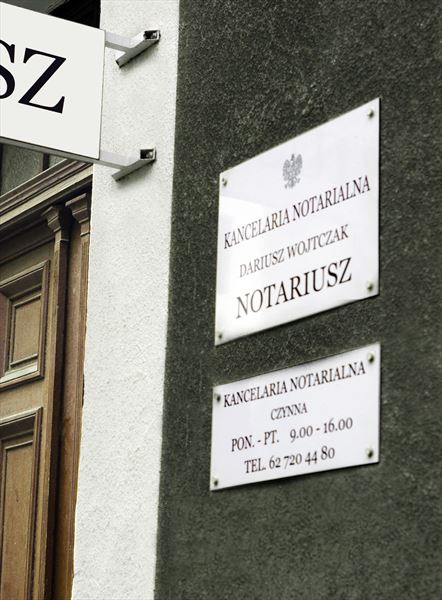 SZ
KANCELARIA NOTARIALNA
DARIUSZ WOJTCZAK
NOTARIUSZ
KANCELARIA NOTARIALNA
CZYNNA
PON. - PT. 9.00 - 16.00
TEL. 62 720 44 80